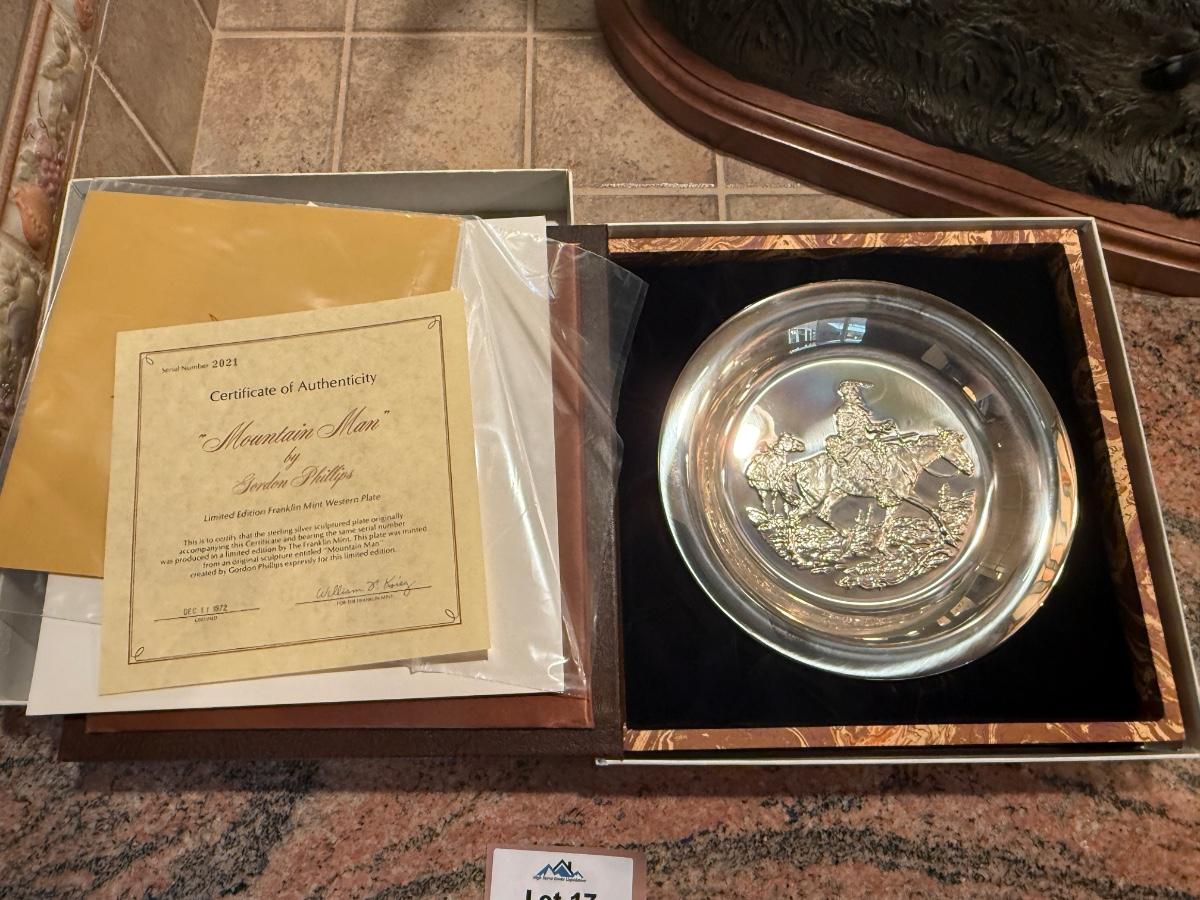 Serial Number 2021
Certificate of Authenticity
"Mountain Man"
by
Gordon Phillips
Limited Edition Franklin Mint Western Plate
This is to certify that the sterling silver sculptured plate originally
accompanying this Certificate and bearing the same serial number
was produced in a limited edition by The Franklin Mint. This plate was minted
from an original sculpture entitled "Mountain Man"
created by Gordon Phillips expressly for this limited edition.
DEC 11 1972
CERTIFIED
FOR THE FRANKLIN MINT
Lot 17